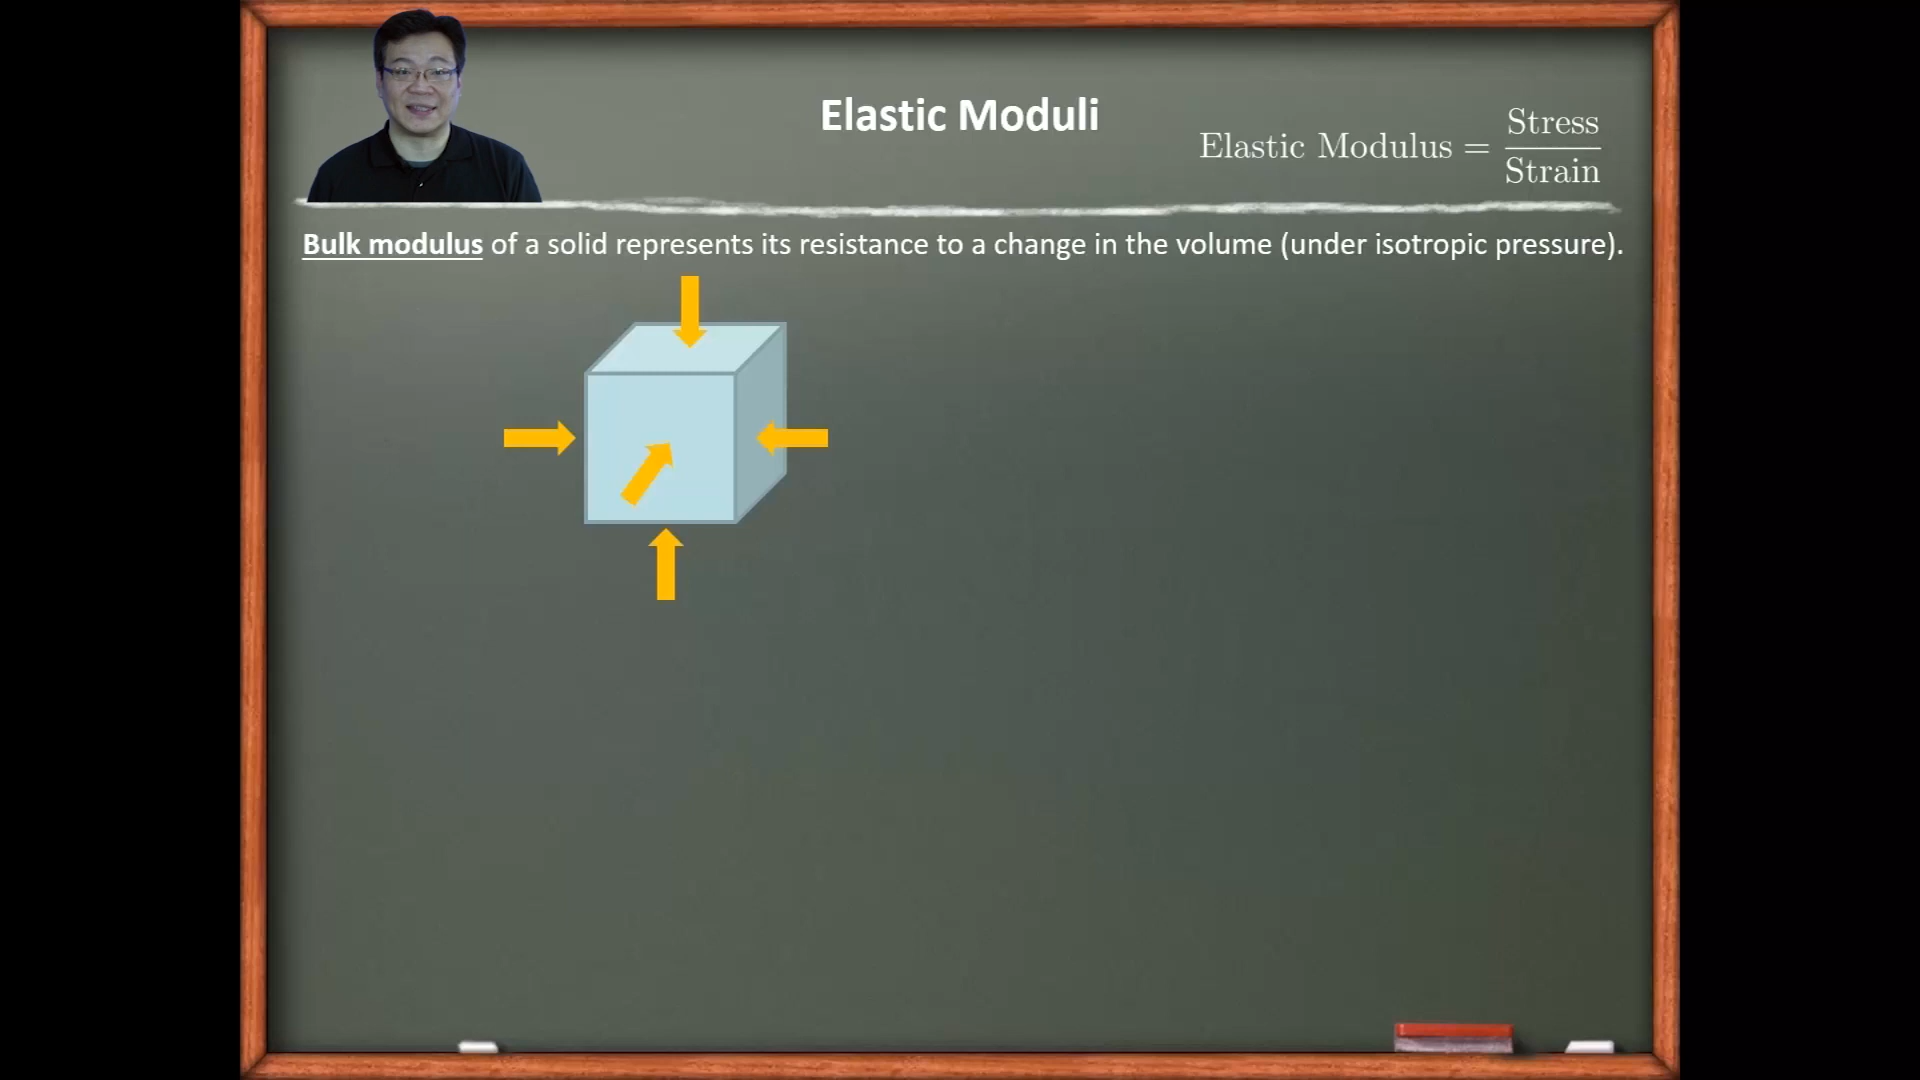 Elastic Moduli
Elastic Modulus = Stress / Strain
Bulk modulus of a solid represents its resistance to a change in the volume (under isotropic pressure).